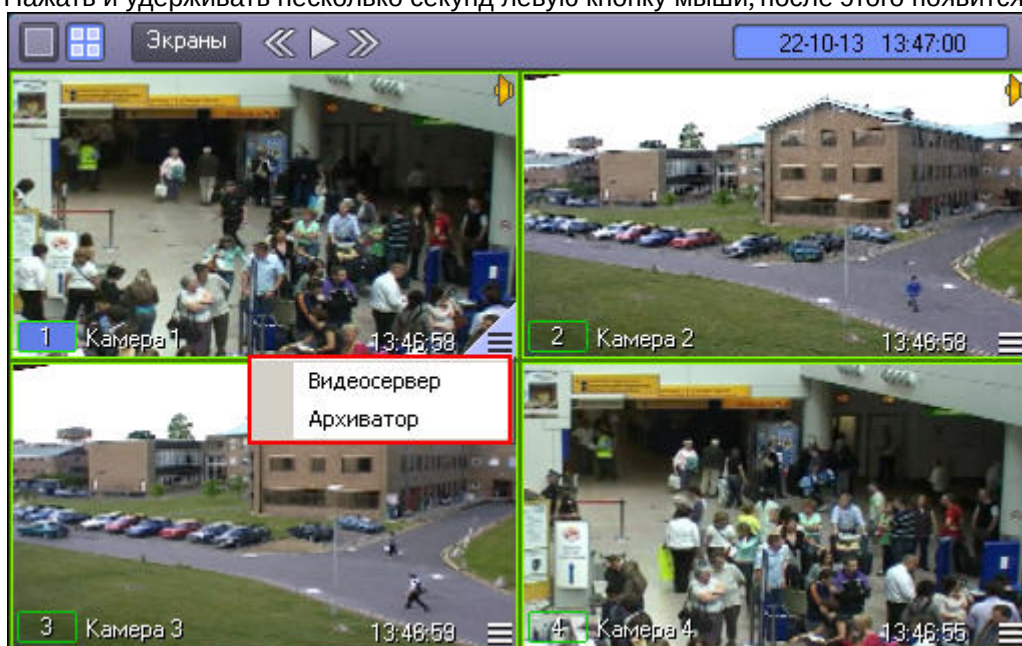 Нажать и удерживать несколько секунд левую кнопку мыши, после этого появится
Экраны
22-10-13 13:47:00
1 Камера 1 13:46:58
2 Камера 2 13:46:58
Видеосервер
Архиватор
3 Камера 3 13:46:59
4 Камера 4 13:46:55